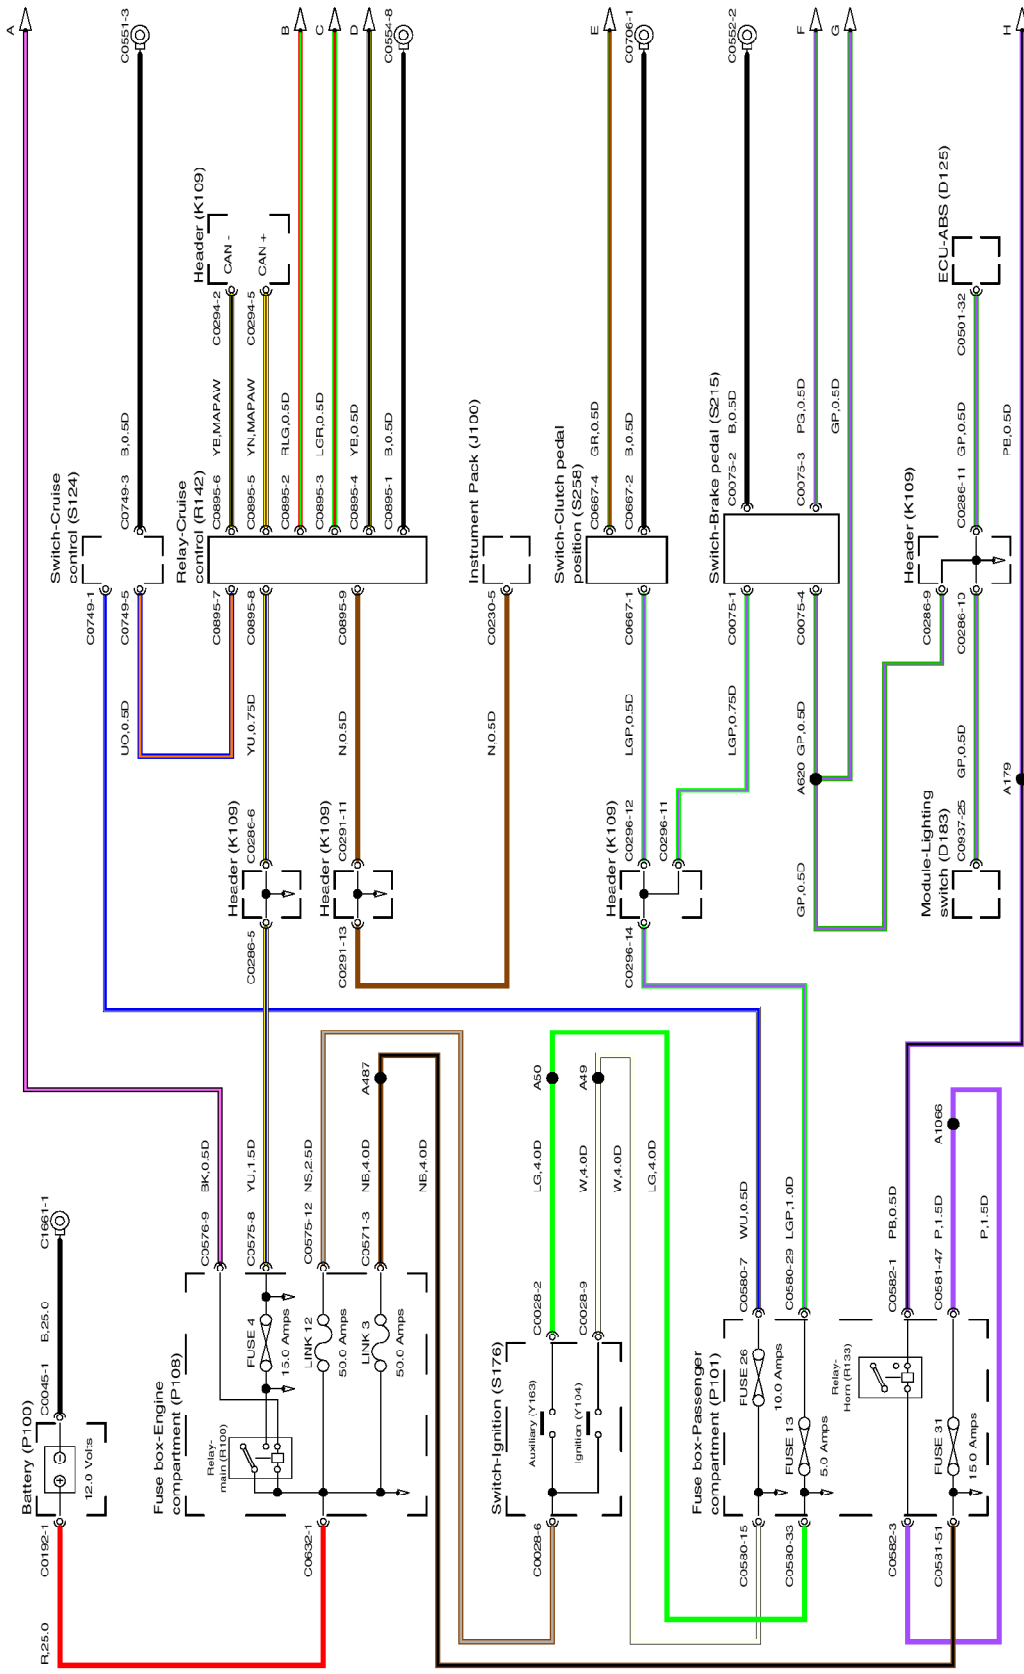 R,25.0
C0192-1
Battery (P100)
12.0 Volts
C0045-1
B,25.0
C1661-1
Fuse box-Engine
compartment (P108)
C0632-1
Relay-
main (R100)
FUSE 4
15.0 Amps
LINK 12
50.0 Amps
LINK 3
50.0 Amps
C0576-9
BK,0.5D
A
C0575-8
YU,1.5D
C0575-12
NS,2.5D
C0571-3
NB,4.0D
A487
NB,4.0D
Switch-Ignition (S176)
C0028-6
Auxiliary (Y163)
Ignition (Y104)
C0028-2
LG,4.0D
A50
C0028-9
W,4.0D
A49
W,4.0D
LG,4.0D
Fuse box-Passenger
compartment (P101)
C0580-15
FUSE 26
10.0 Amps
C0580-7
WU,0.5D
C0580-33
FUSE 13
5.0 Amps
C0580-29
LGP,1.0D
Relay-
Horn (R133)
C0582-3
C0582-1
PB,0.5D
C0581-51
FUSE 31
15.0 Amps
C0581-47
P,1.5D
A1066
P,1.5D
C0286-5
Header (K109)
C0286-6
YU,0.75D
C0291-13
Header (K109)
C0291-11
N,0.5D
N,0.5D
C0296-14
Header (K109)
C0296-12
LGP,0.5D
C0296-11
LGP,0.75D
GP,0.5D
A620
GP,0.5D
Module-Lighting
switch (D183)
C0937-25
GP,0.5D
A179
Switch-Cruise
control (S124)
C0749-1
C0749-5
UO,0.5D
C0749-3
B,0.5D
C0551-3
Relay-Cruise
control (R142)
C0895-7
C0895-8
C0895-9
C0895-6
YB,MAPAW
C0294-2
C0895-5
YN,MAPAW
C0294-5
Header (K109)
CAN -
CAN +
C0895-2
RLG,0.5D
B
C0895-3
LGR,0.5D
C
C0895-4
YB,0.5D
D
C0895-1
B,0.5D
C0554-8
Instrument Pack (J100)
C0230-5
Switch-Clutch pedal
position (S258)
C0667-1
C0667-4
GR,0.5D
E
C0667-2
B,0.5D
C0706-1
Switch-Brake pedal (S215)
C0075-1
C0075-2
B,0.5D
C0552-2
C0075-4
C0075-3
PG,0.5D
F
GP,0.5D
G
Header (K109)
C0286-9
C0286-10
C0286-11
GP,0.5D
C0501-32
ECU-ABS (D125)
PB,0.5D
H